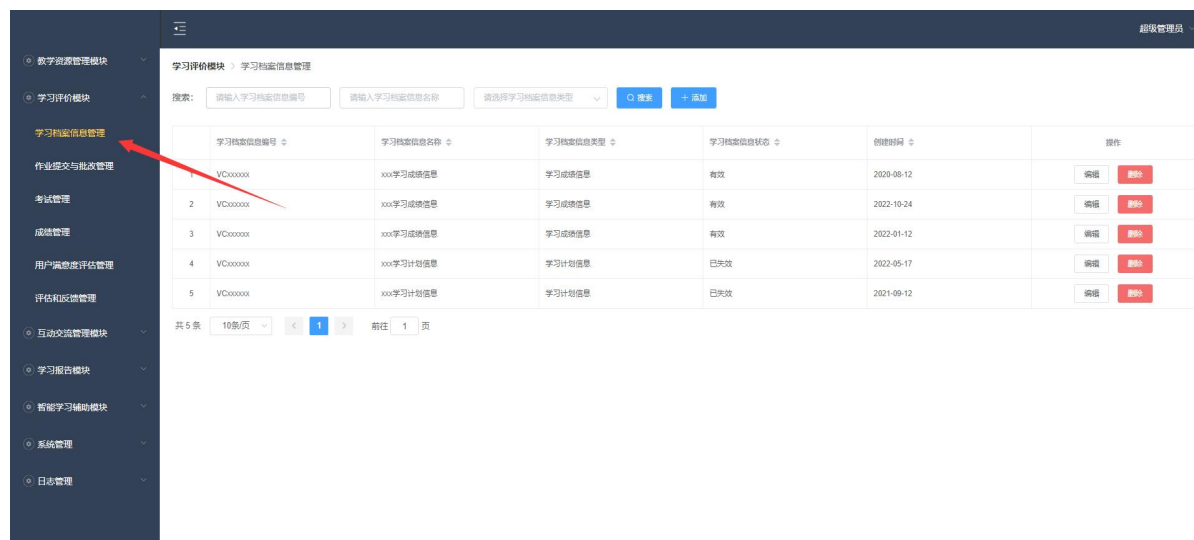 超级管理员
教学资源管理模块
学习评价模块
学习档案信息管理
作业提交与批改管理
考试管理
成绩管理
用户满意度评估管理
评估和反馈管理
互动交流管理模块
学习报告模块
智能学习辅助模块
系统管理
日志管理
学习评价模块 > 学习档案信息管理
搜索: 请输入学习档案信息编号 请输入学习档案信息名称 请选择学习档案信息类型 搜索 + 添加
学习档案信息编号 学习档案信息名称 学习档案信息类型 学习档案信息状态 创建时间 操作
1 VCxxxxxx xxx学习成绩信息 学习成绩信息 有效 2020-08-12 编辑 删除
2 VCxxxxxx xxx学习成绩信息 学习成绩信息 有效 2022-10-24 编辑 删除
3 VCxxxxxx xxx学习成绩信息 学习成绩信息 有效 2022-01-12 编辑 删除
4 VCxxxxxx xxx学习计划信息 学习计划信息 已失效 2022-05-17 编辑 删除
5 VCxxxxxx xxx学习计划信息 学习计划信息 已失效 2021-09-12 编辑 删除
共 5 条 10条/页 < 1 > 前往 1 页